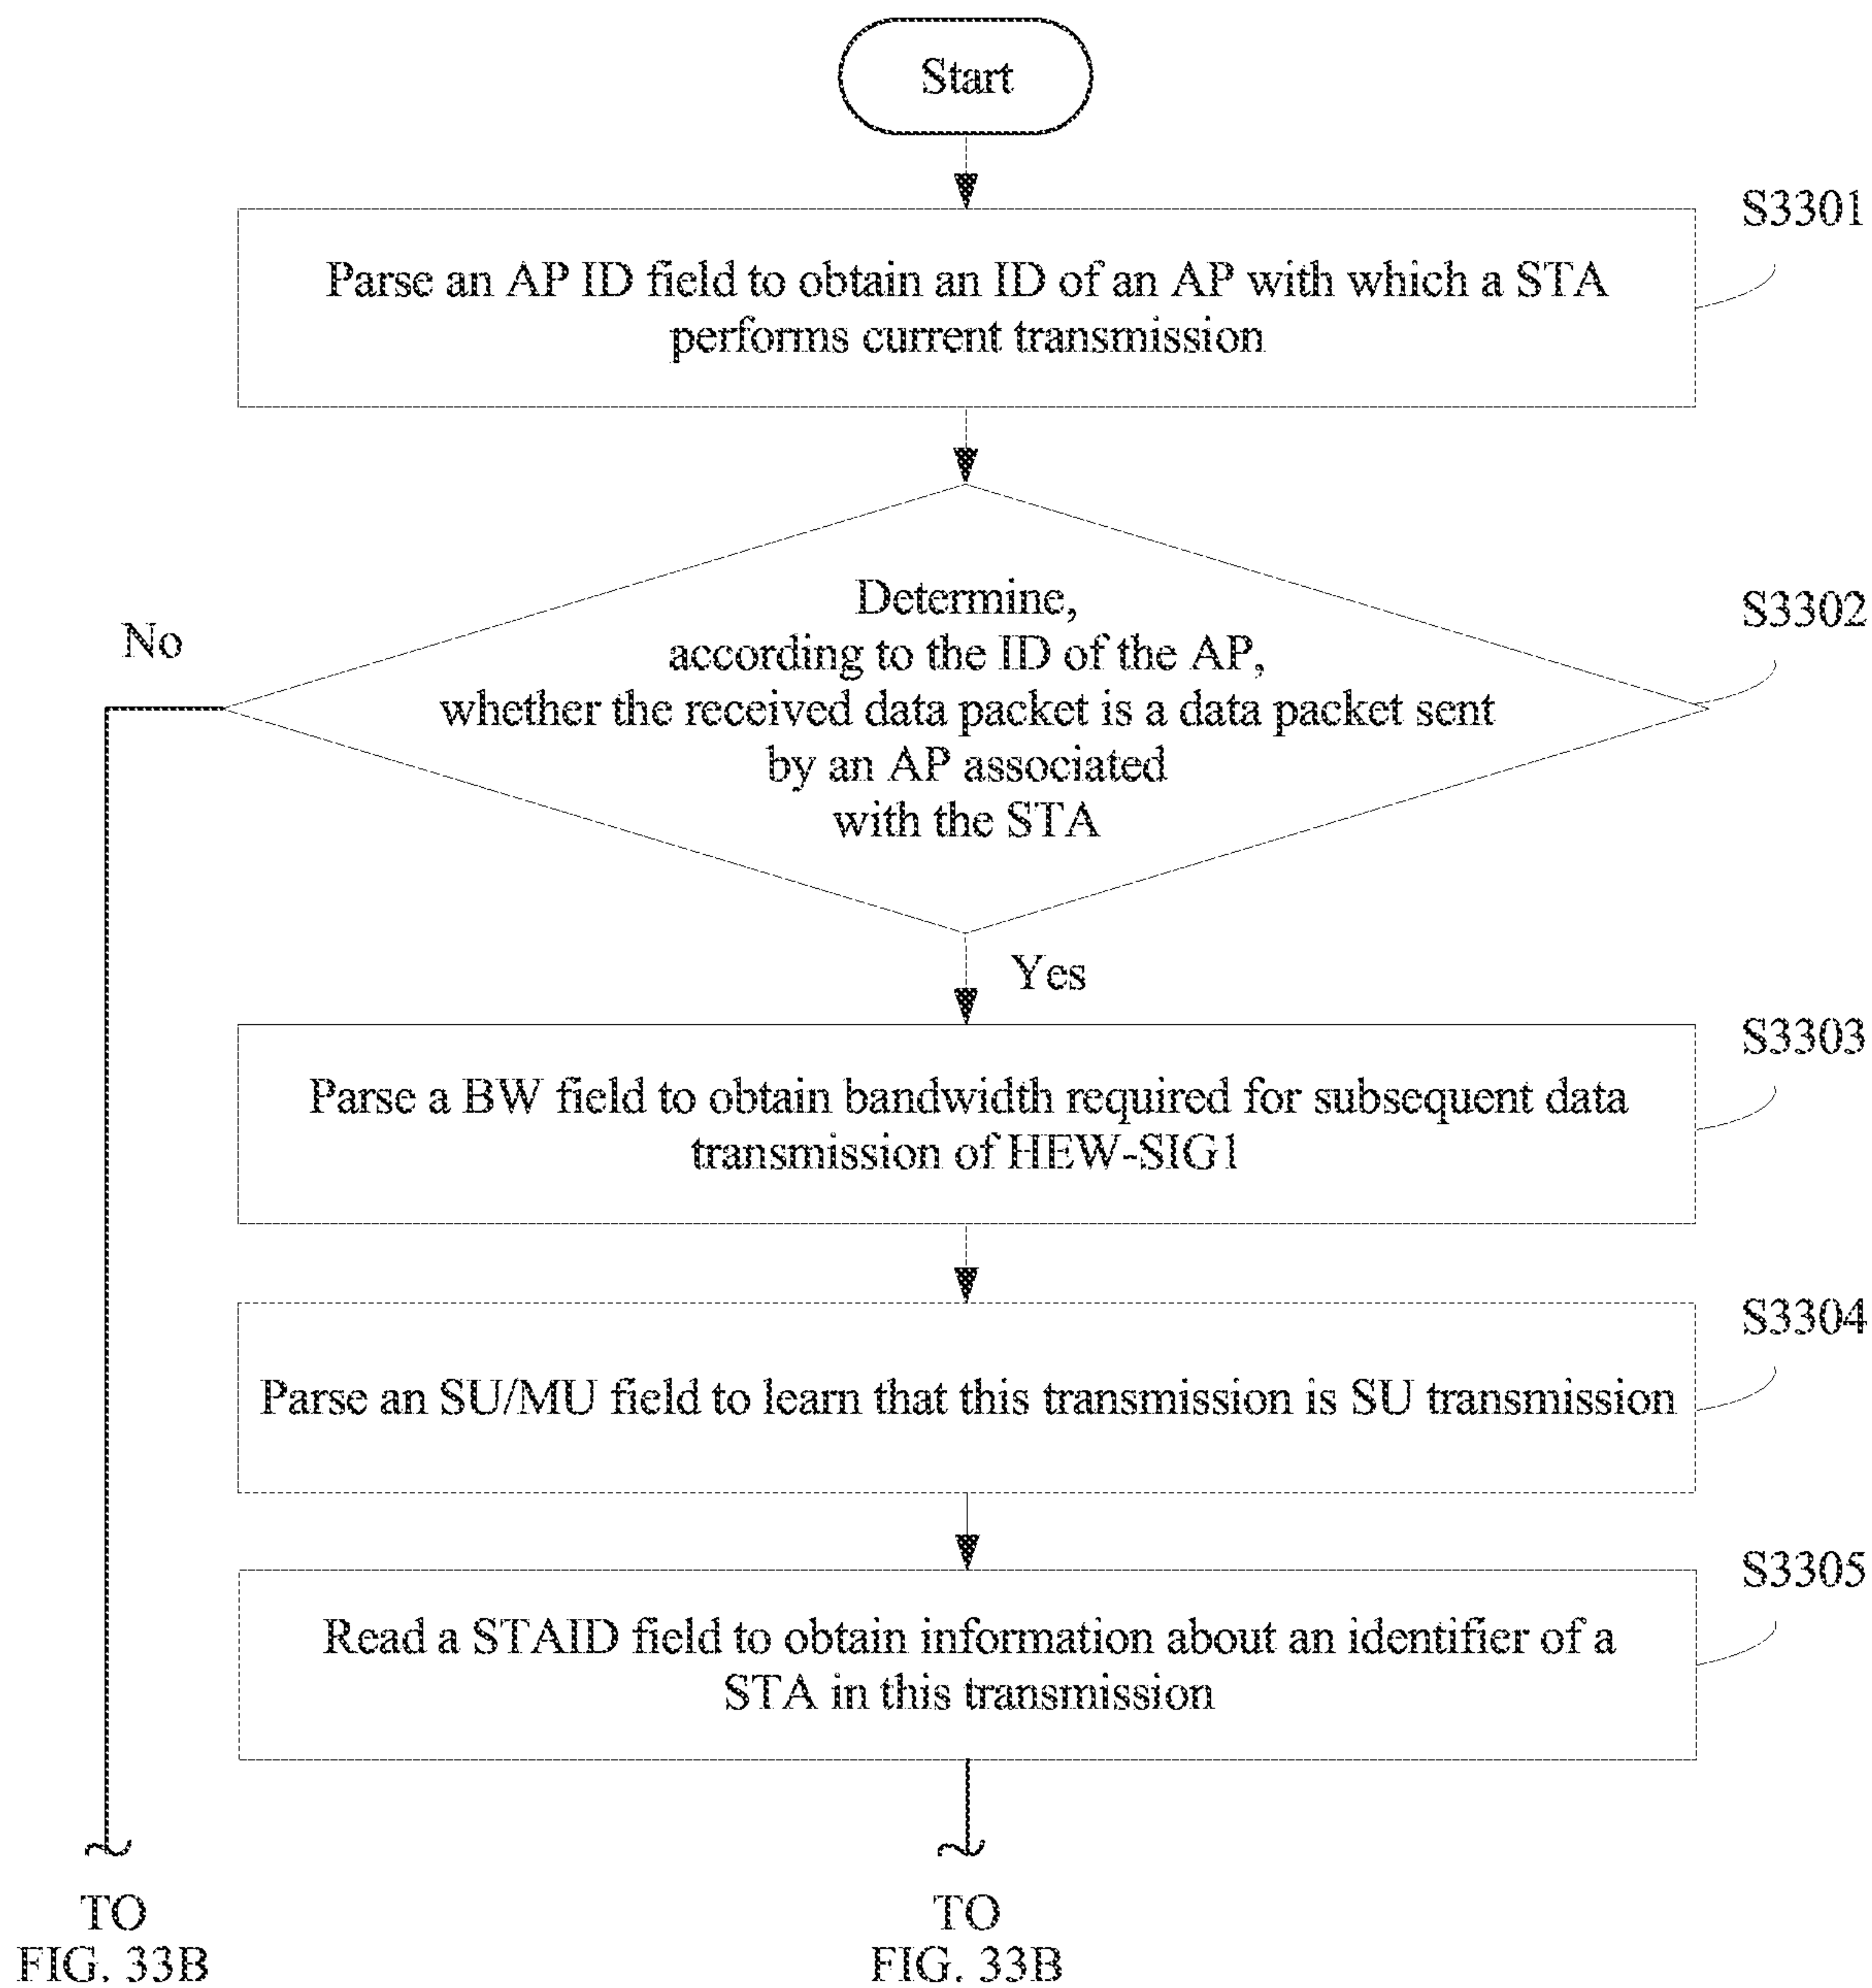 Start
S3301
Parse an AP ID field to obtain an ID of an AP with which a STA
performs current transmission
Determine,
according to the ID of the AP,
whether the received data packet is a data packet sent
by an AP associated
with the STA
S3302
No
Yes
S3303
Parse a BW field to obtain bandwidth required for subsequent data
transmission of HEW-SIG1
S3304
Parse an SU/MU field to learn that this transmission is SU transmission
S3305
Read a STAID field to obtain information about an identifier of a
STA in this transmission
TO
FIG. 33B
TO
FIG. 33B